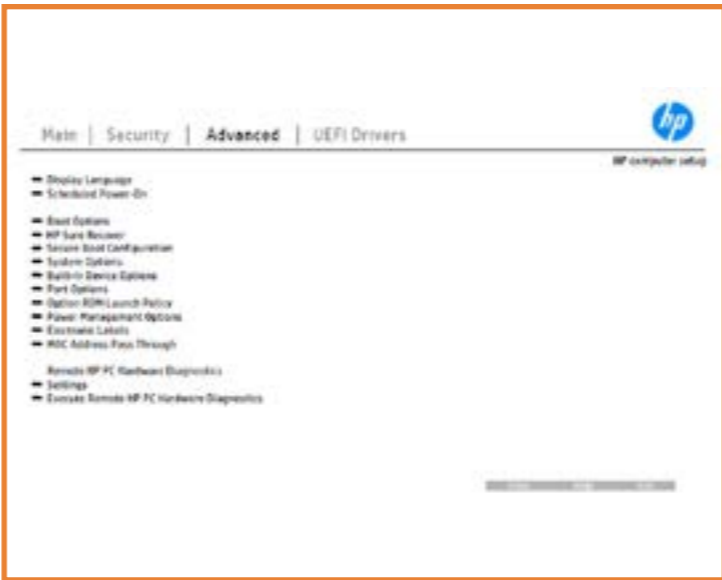 hp
Main | Security | Advanced | UEFI Drivers
HP computer setup
Display Language
Scheduled Power-On
Boot Options
HP Sure Recover
Secure Boot Configuration
System Options
Built-In Device Options
Port Options
Option ROM Launch Policy
Power Management Options
Electronic Labels
MAC Address Pass Through
Remote HP PC Hardware Diagnostics
Settings
Execute Remote HP PC Hardware Diagnostics